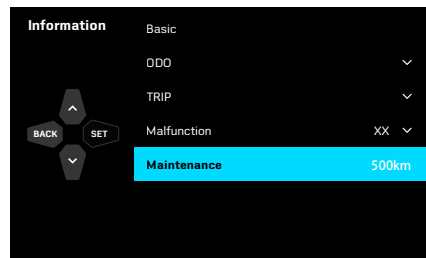 Information
Basic
ODO
TRIP
BACK SET
Malfunction XX
Maintenance 500km